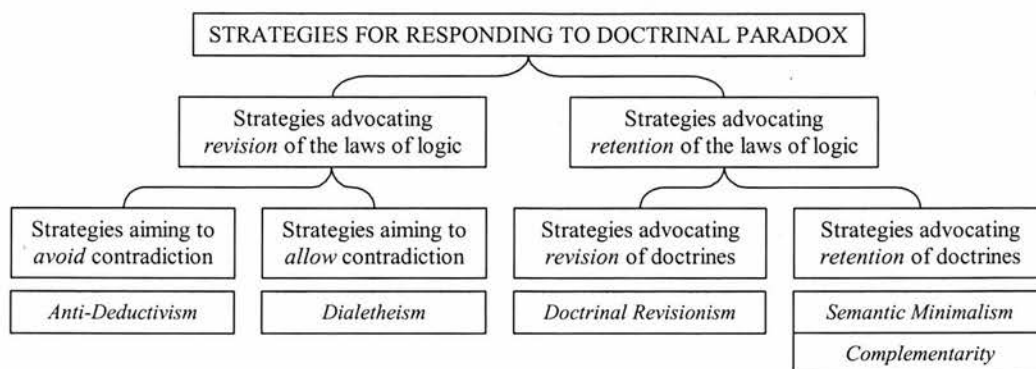 STRATEGIES FOR RESPONDING TO DOCTRINAL PARADOX
Strategies advocating
revision of the laws of logic
Strategies advocating
retention of the laws of logic
Strategies aiming to
avoid contradiction
Strategies aiming to
allow contradiction
Strategies advocating
revision of doctrines
Strategies advocating
retention of doctrines
Anti-Deductivism
Dialetheism
Doctrinal Revisionism
Semantic Minimalism
Complementarity